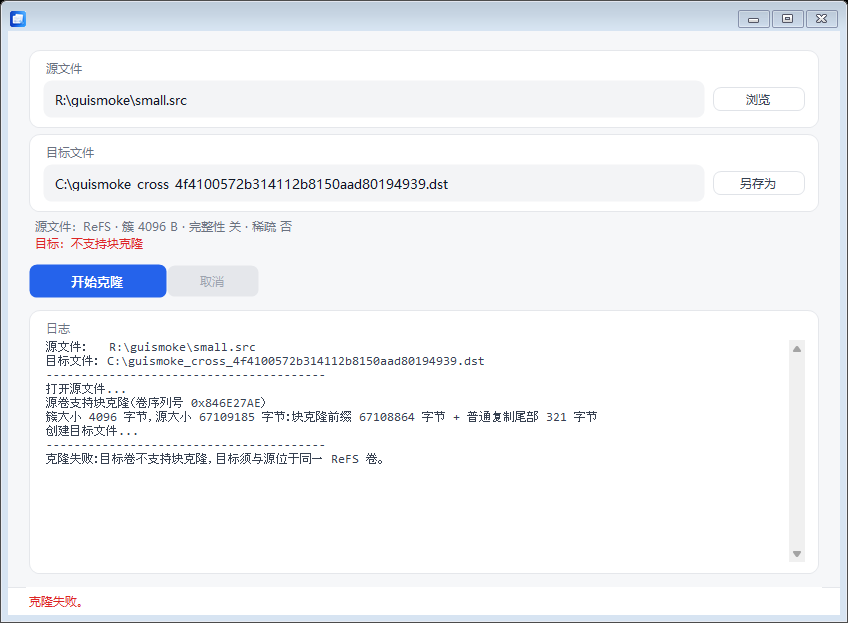 源文件
R:\guismoke\small.src
浏览
目标文件
C:\guismoke_cross_4f4100572b314112b8150aad80194939.dst
另存为
源文件: ReFS · 簇 4096 B · 完整性 关 · 稀疏 否
目标: 不支持块克隆
开始克隆
取消
日志
源文件: R:\guismoke\small.src
目标文件: C:\guismoke_cross_4f4100572b314112b8150aad80194939.dst
----------------------------------------
打开源文件...
源卷支持块克隆(卷序列号 0x846E27AE)
簇大小 4096 字节,源大小 67109185 字节:块克隆前缀 67108864 字节 + 普通复制尾部 321 字节
创建目标文件...
----------------------------------------
克隆失败:目标卷不支持块克隆,目标须与源位于同一 ReFS 卷。
克隆失败。